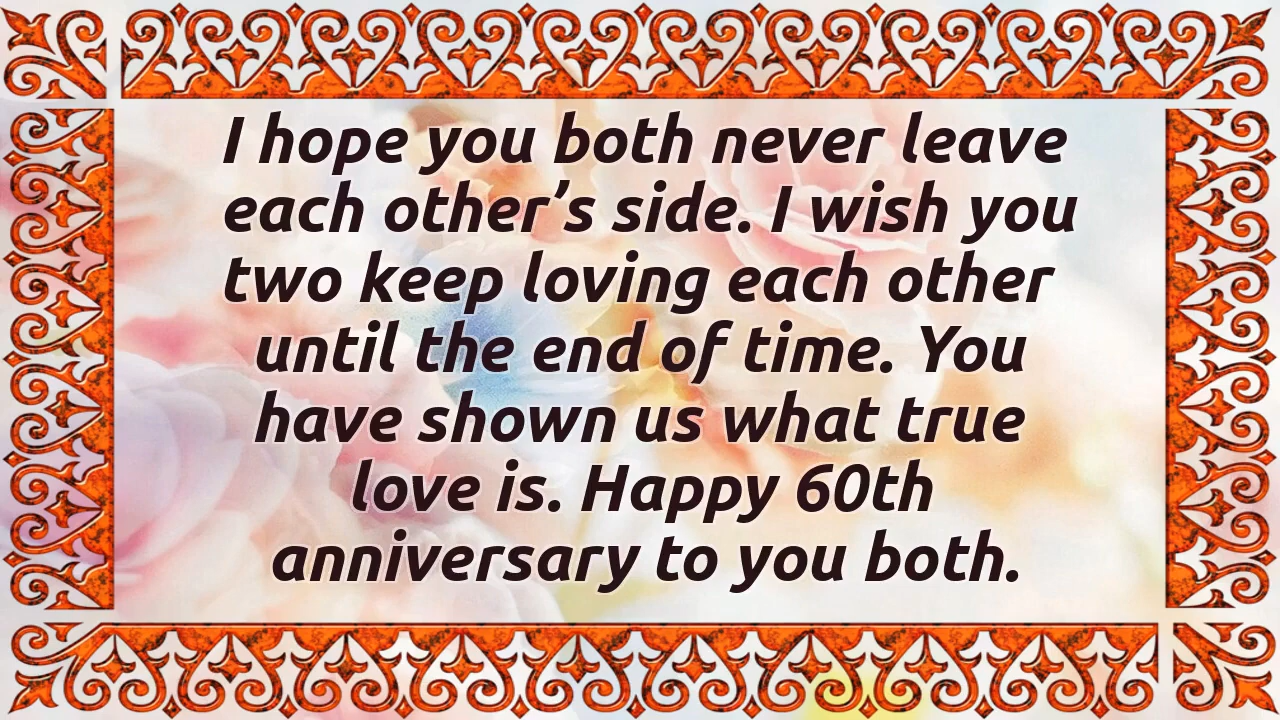 I hope you both never leave
each other’s side. I wish you
two keep loving each other
until the end of time. You
have shown us what true
love is. Happy 60th
anniversary to you both.